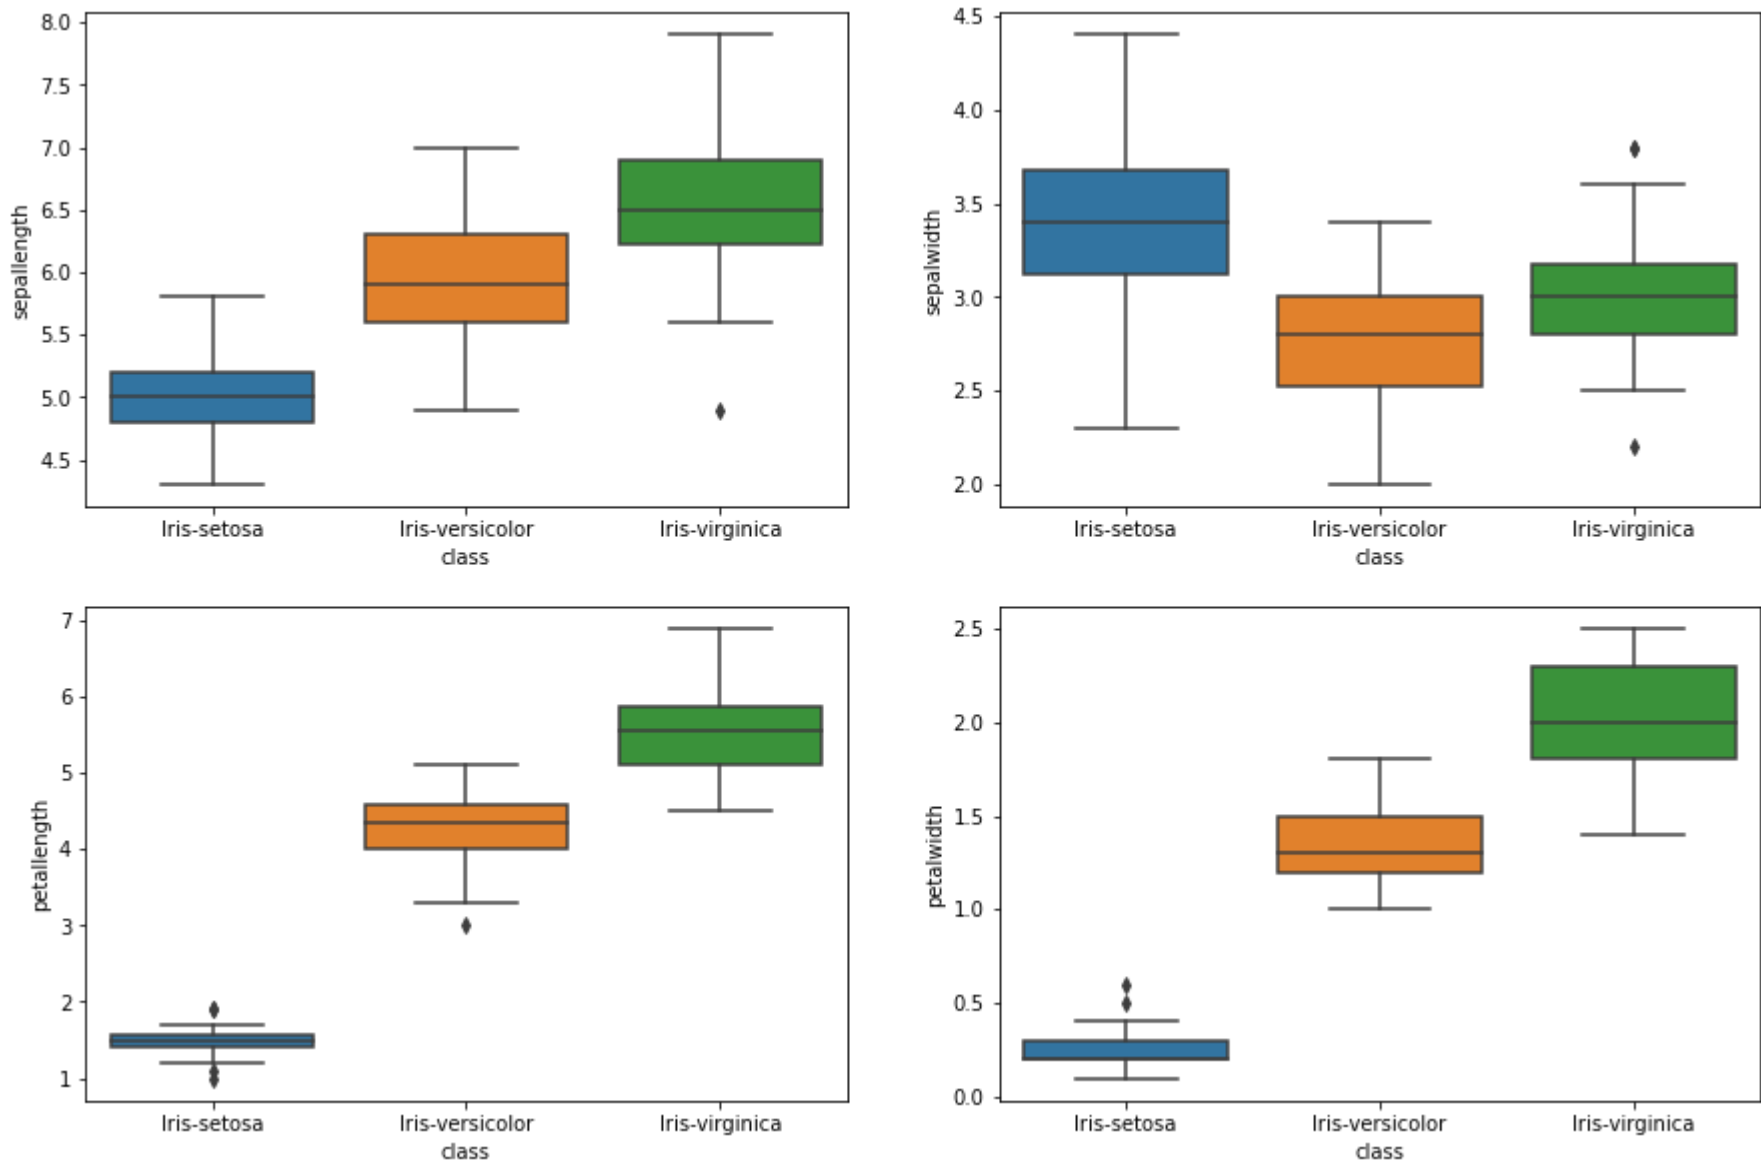 8.0
7.5
7.0
6.5
6.0
5.5
5.0
4.5
sepallength
Iris-setosa Iris-versicolor Iris-virginica
class
4.5
4.0
3.5
3.0
2.5
2.0
sepalwidth
Iris-setosa Iris-versicolor Iris-virginica
class
7
6
5
4
3
2
1
petallength
Iris-setosa Iris-versicolor Iris-virginica
class
2.5
2.0
1.5
1.0
0.5
0.0
petalwidth
Iris-setosa Iris-versicolor Iris-virginica
class